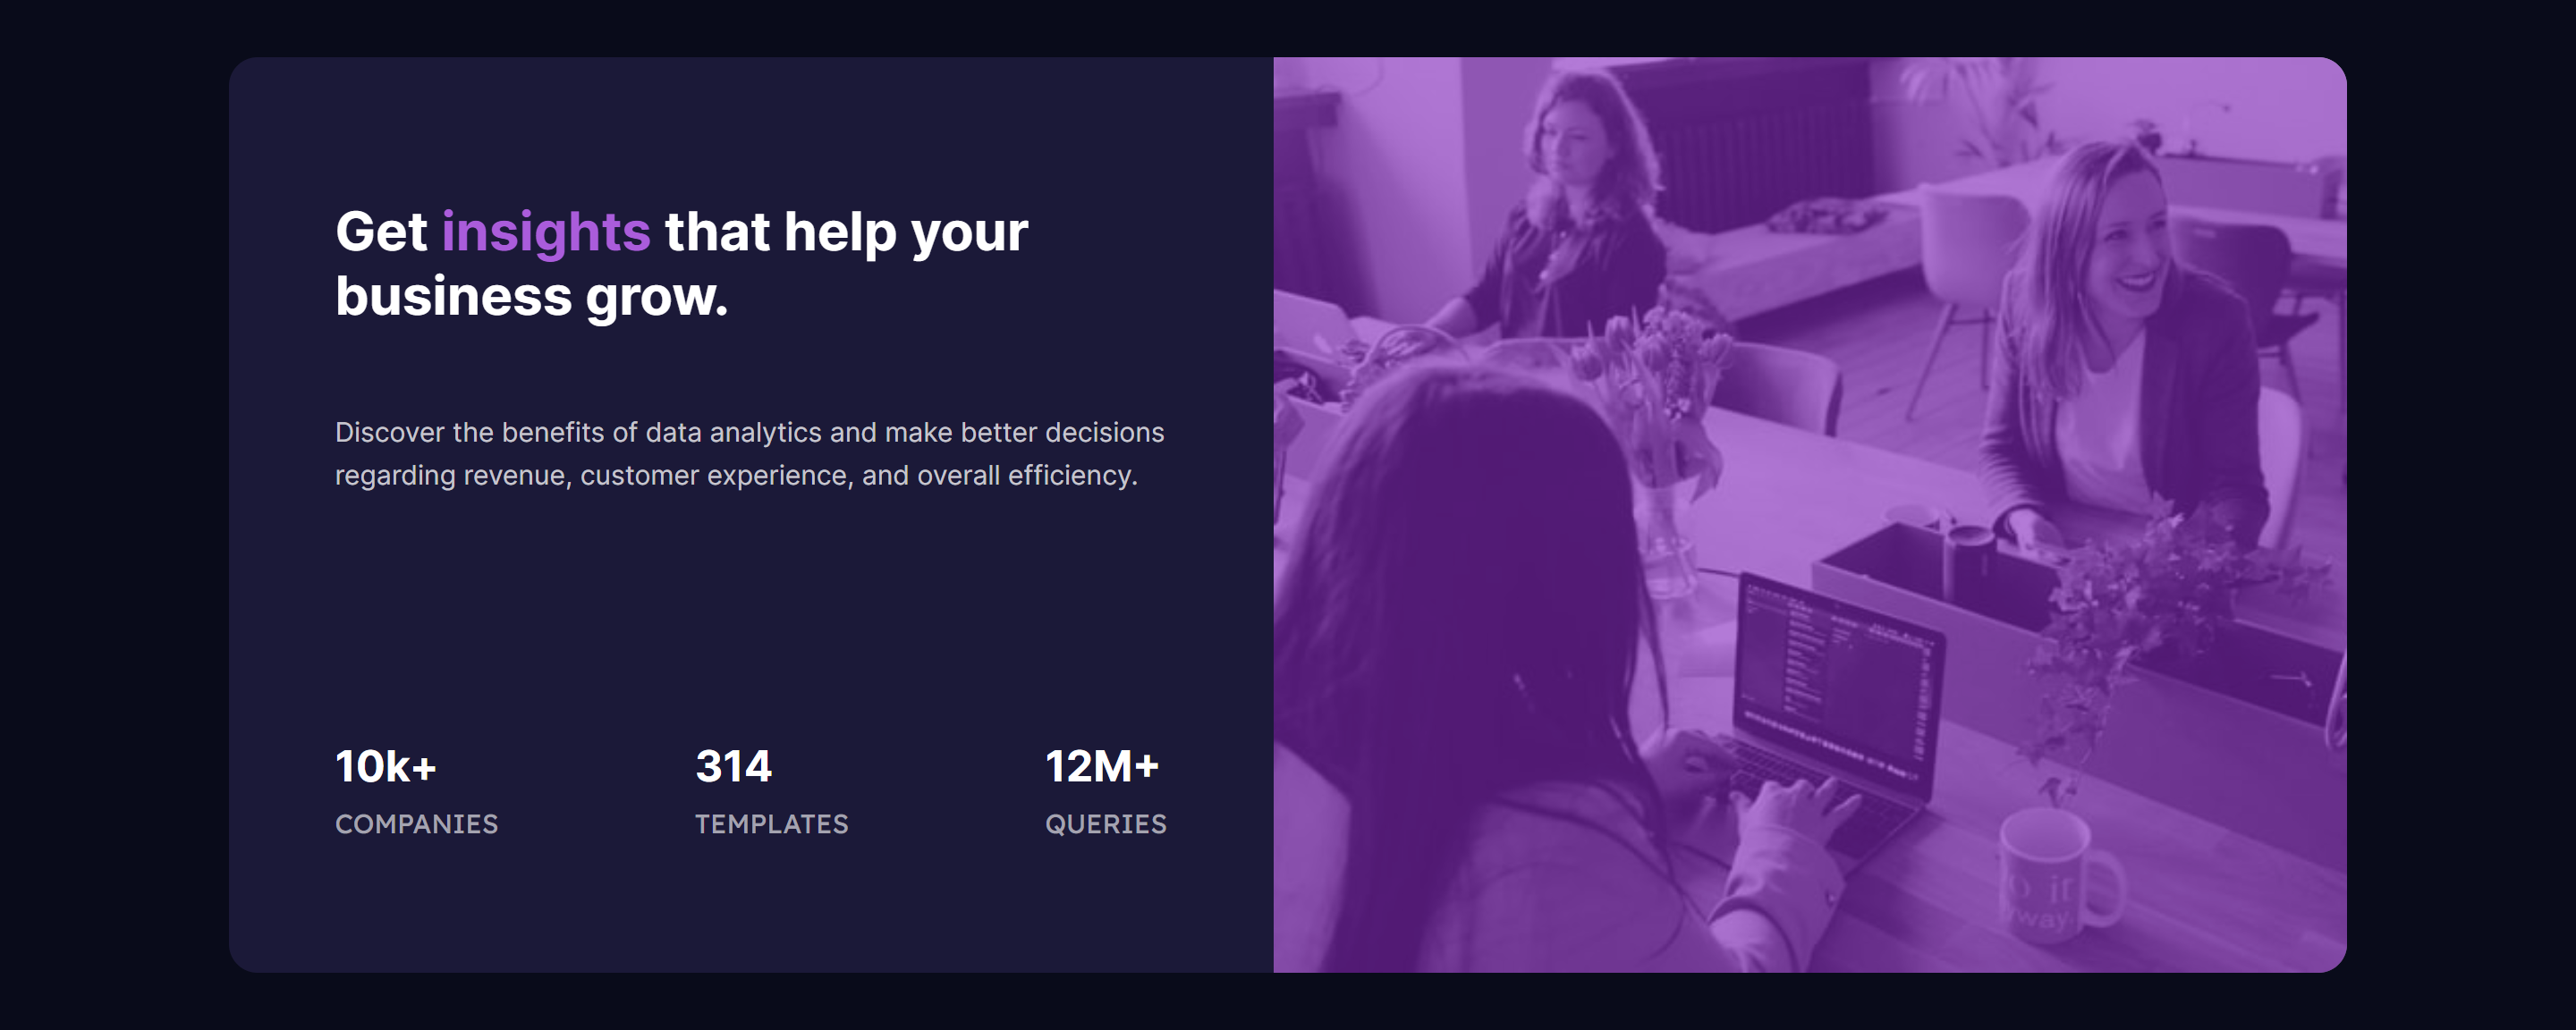 Get insights that help your
business grow.
Discover the benefits of data analytics and make better decisions
regarding revenue, customer experience, and overall efficiency.
10k+
COMPANIES
314
TEMPLATES
12M+
QUERIES